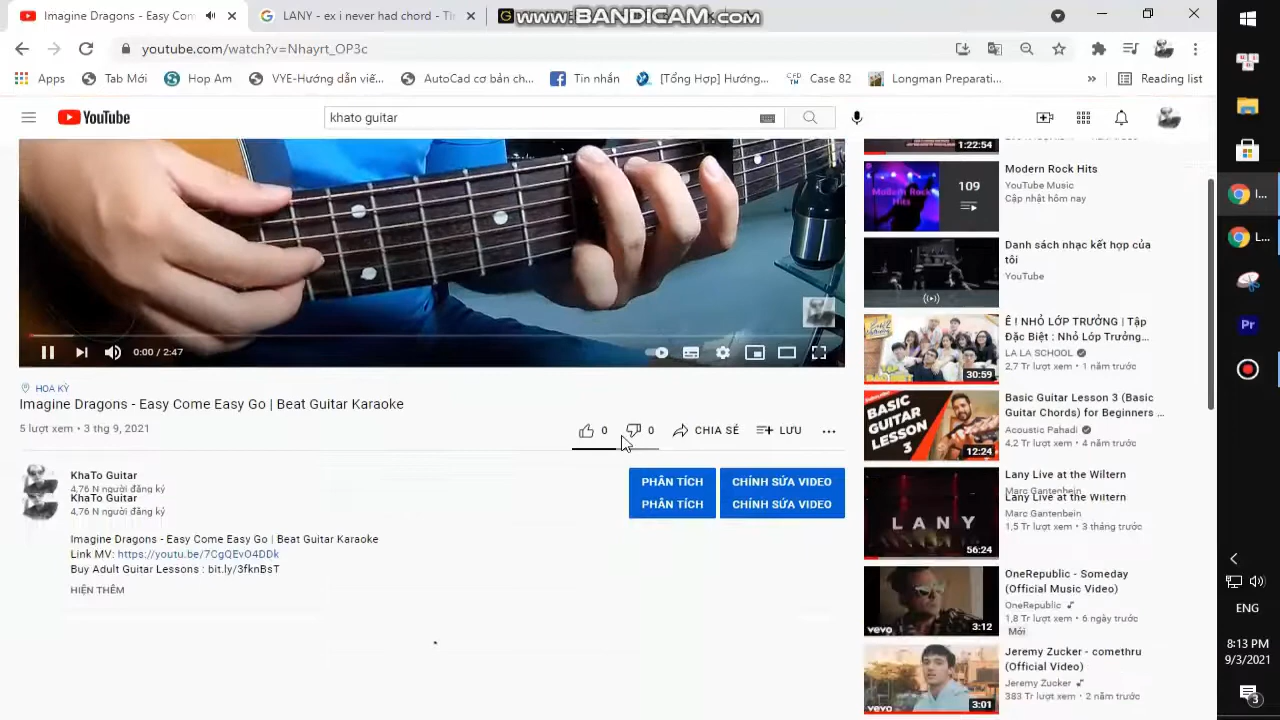 Imagine Dragons - Easy Com
LANY - ex i never had chord - Th
www.BANDICAM.com
youtube.com/watch?v=Nhayrt_OP3c
Apps
Tab Mới
Hop Am
VYE-Hướng dẫn viế...
AutoCad cơ bản ch...
Tin nhắn
[Tổng Hợp] Hướng...
Case 82
Longman Preparati...
»
Reading list
YouTube
khato guitar
1:22:54
Modern Rock Hits
109
Modern Rock Hits
YouTube Music
Cập nhật hôm nay
Danh sách nhạc kết hợp của
tôi
YouTube
Ê ! NHỎ LỚP TRƯỞNG | Tập
Đặc Biệt : Nhỏ Lớp Trưởng...
LA LA SCHOOL
2,7 Tr lượt xem • 1 năm trước
30:59
0:00 / 2:47
HOA KỲ
Imagine Dragons - Easy Come Easy Go | Beat Guitar Karaoke
5 lượt xem • 3 thg 9, 2021
0
0
CHIA SẺ
LƯU
BASIC
GUITAR
LESSON
3
12:24
Basic Guitar Lesson 3 (Basic
Guitar Chords) for Beginners ...
Acoustic Pahadi
4,2 Tr lượt xem • 4 năm trước
KhaTo Guitar
4,76 N người đăng ký
KhaTo Guitar
4,76 N người đăng ký
PHÂN TÍCH
CHỈNH SỬA VIDEO
PHÂN TÍCH
CHỈNH SỬA VIDEO
Imagine Dragons - Easy Come Easy Go | Beat Guitar Karaoke
Link MV: https://youtu.be/7CgQEvO4DDk
Buy Adult Guitar Lessons : bit.ly/3fknBsT
HIỆN THÊM
LANY
56:24
Lany Live at the Wiltern
Marc Gantenbein
Lany Live at the Wiltern
Marc Gantenbein
1,5 Tr lượt xem • 3 tháng trước
OneRepublic - Someday
(Official Music Video)
OneRepublic
1,8 Tr lượt xem • 6 ngày trước
Mới
vevo
3:12
Jeremy Zucker - comethru
(Official Video)
Jeremy Zucker
383 Tr lượt xem • 2 năm trước
vevo
3:01
I...
L...
Pr
ENG
8:13 PM
9/3/2021
3